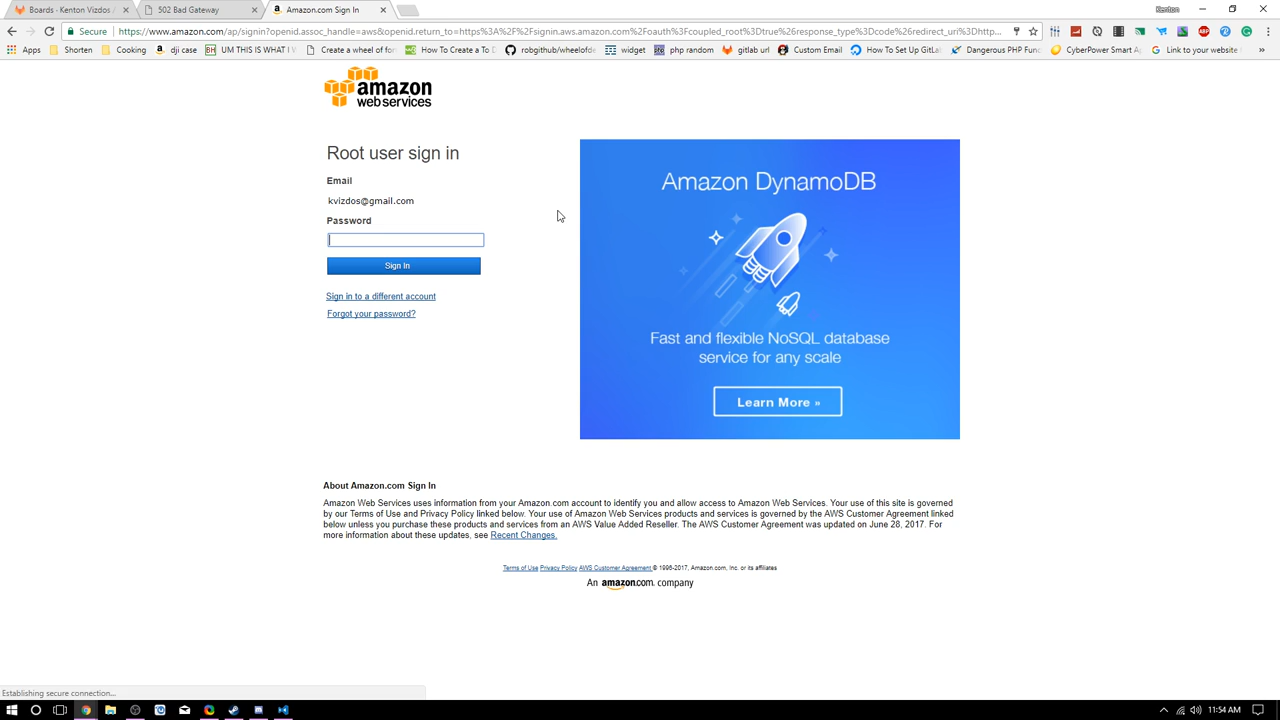 Boards - Kenton Vizdos
502 Bad Gateway
Amazon.com Sign In
Kenton
Secure
https://www.amazon.com/ap/signin?openid.assoc_handle=aws&openid.return_to=https%3A%2F%2Fsignin.aws.amazon.com%2Foauth%3Fcoupled_root%3Dtrue%26response_type%3Dcode%26redirect_uri%3Dhttp...
Apps Shorten Cooking dji case UM THIS IS WHAT I Create a wheel of for How To Create a To D robgithub/wheelofde widget php random gitlab url Custom Email How To Set Up GitLab Dangerous PHP Func CyberPower Smart A Link to your website
amazon
web services
Root user sign in
Email
kvizdos@gmail.com
Password
Sign In
Sign in to a different account
Forgot your password?
Amazon DynamoDB
Fast and flexible NoSQL database
service for any scale
Learn More »
About Amazon.com Sign In
Amazon Web Services uses information from your Amazon.com account to identify you and allow access to Amazon Web Services. Your use of this site is governed
by our Terms of Use and Privacy Policy linked below. Your use of Amazon Web Services products and services is governed by the AWS Customer Agreement linked
below unless you purchase these products and services from an AWS Value Added Reseller. The AWS Customer Agreement was updated on June 28, 2017. For
more information about these updates, see Recent Changes.
Terms of Use Privacy Policy AWS Customer Agreement © 1996-2017, Amazon.com, Inc. or its affiliates
An amazon.com. company
Establishing secure connection...
11:54 AM